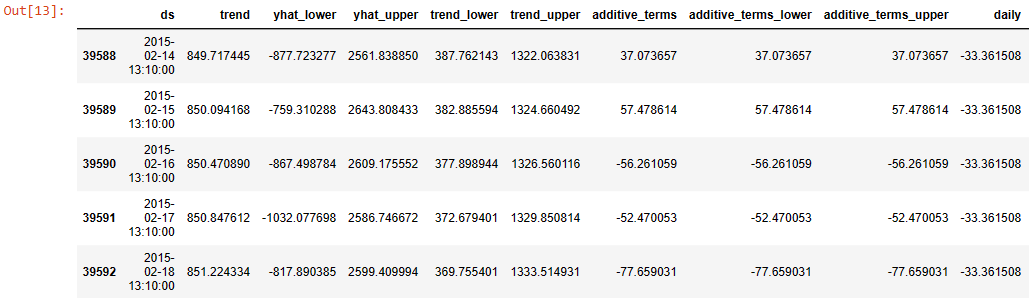 Out[13]:
ds trend yhat_lower yhat_upper trend_lower trend_upper additive_terms additive_terms_lower additive_terms_upper daily
39588 2015-02-14 13:10:00 849.717445 -877.723277 2561.838850 387.762143 1322.063831 37.073657 37.073657 37.073657 -33.361508
39589 2015-02-15 13:10:00 850.094168 -759.310288 2643.808433 382.885594 1324.660492 57.478614 57.478614 57.478614 -33.361508
39590 2015-02-16 13:10:00 850.470890 -867.498784 2609.175552 377.898944 1326.560116 -56.261059 -56.261059 -56.261059 -33.361508
39591 2015-02-17 13:10:00 850.847612 -1032.077698 2586.746672 372.679401 1329.850814 -52.470053 -52.470053 -52.470053 -33.361508
39592 2015-02-18 13:10:00 851.224334 -817.890385 2599.409994 369.755401 1333.514931 -77.659031 -77.659031 -77.659031 -33.361508